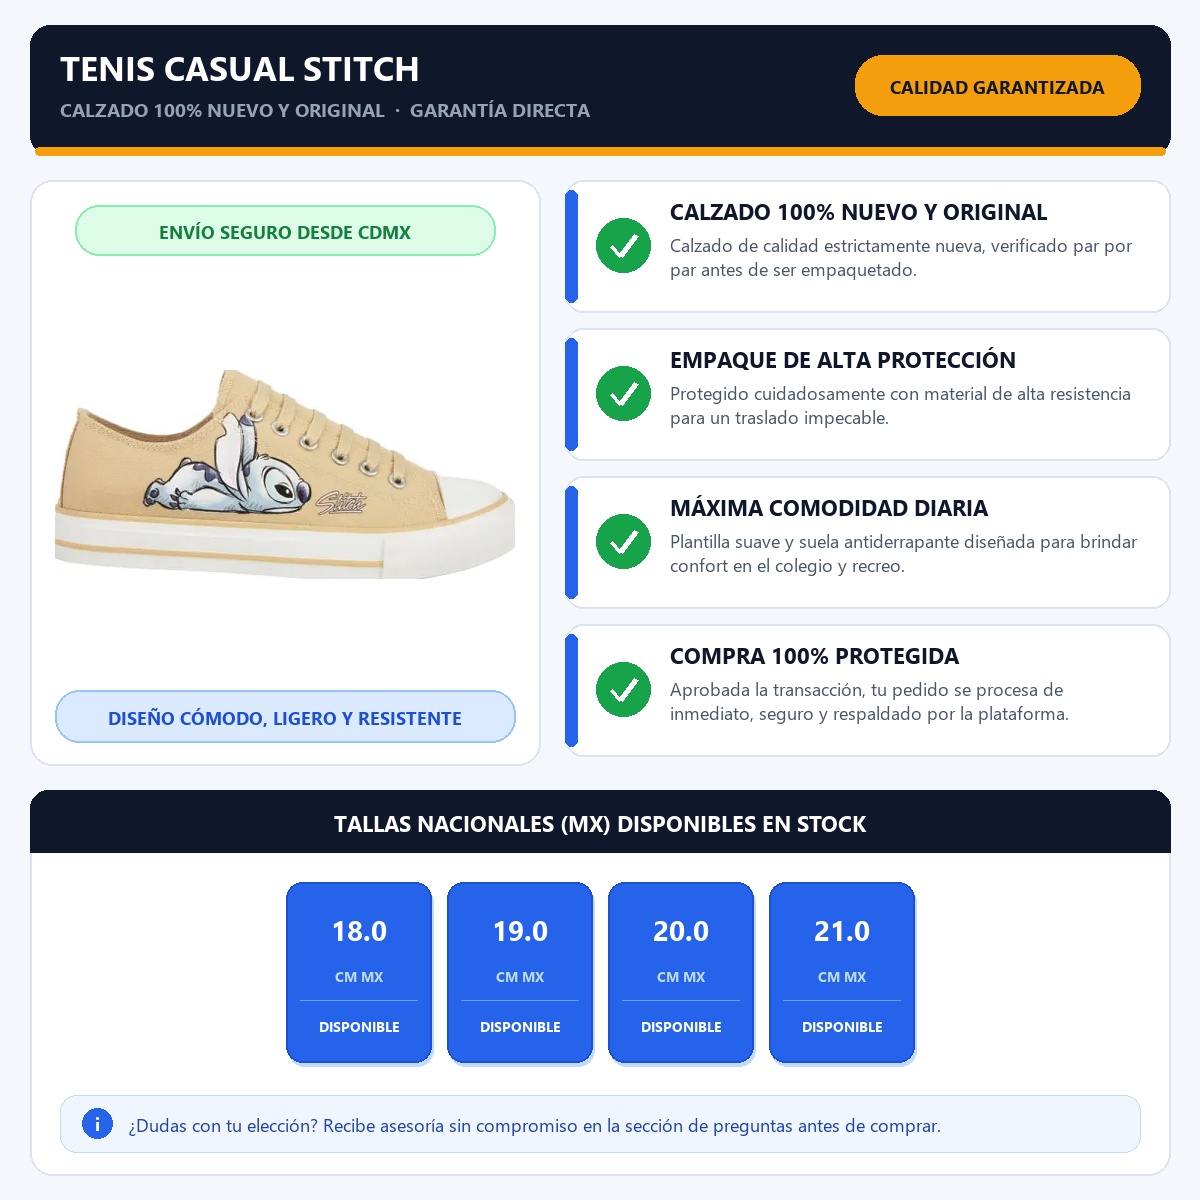 TENIS CASUAL STITCH
CALZADO 100% NUEVO Y ORIGINAL · GARANTÍA DIRECTA
CALIDAD GARANTIZADA
ENVÍO SEGURO DESDE CDMX
Stitch
DISEÑO CÓMODO, LIGERO Y RESISTENTE
CALZADO 100% NUEVO Y ORIGINAL
Calzado de calidad estrictamente nueva, verificado par por
par antes de ser empaquetado.
EMPAQUE DE ALTA PROTECCIÓN
Protegido cuidadosamente con material de alta resistencia
para un traslado impecable.
MÁXIMA COMODIDAD DIARIA
Plantilla suave y suela antiderrapante diseñada para brindar
confort en el colegio y recreo.
COMPRA 100% PROTEGIDA
Aprobada la transacción, tu pedido se procesa de
inmediato, seguro y respaldado por la plataforma.
TALLAS NACIONALES (MX) DISPONIBLES EN STOCK
18.0
CM MX
DISPONIBLE
19.0
CM MX
DISPONIBLE
20.0
CM MX
DISPONIBLE
21.0
CM MX
DISPONIBLE
¿Dudas con tu elección? Recibe asesoría sin compromiso en la sección de preguntas antes de comprar.